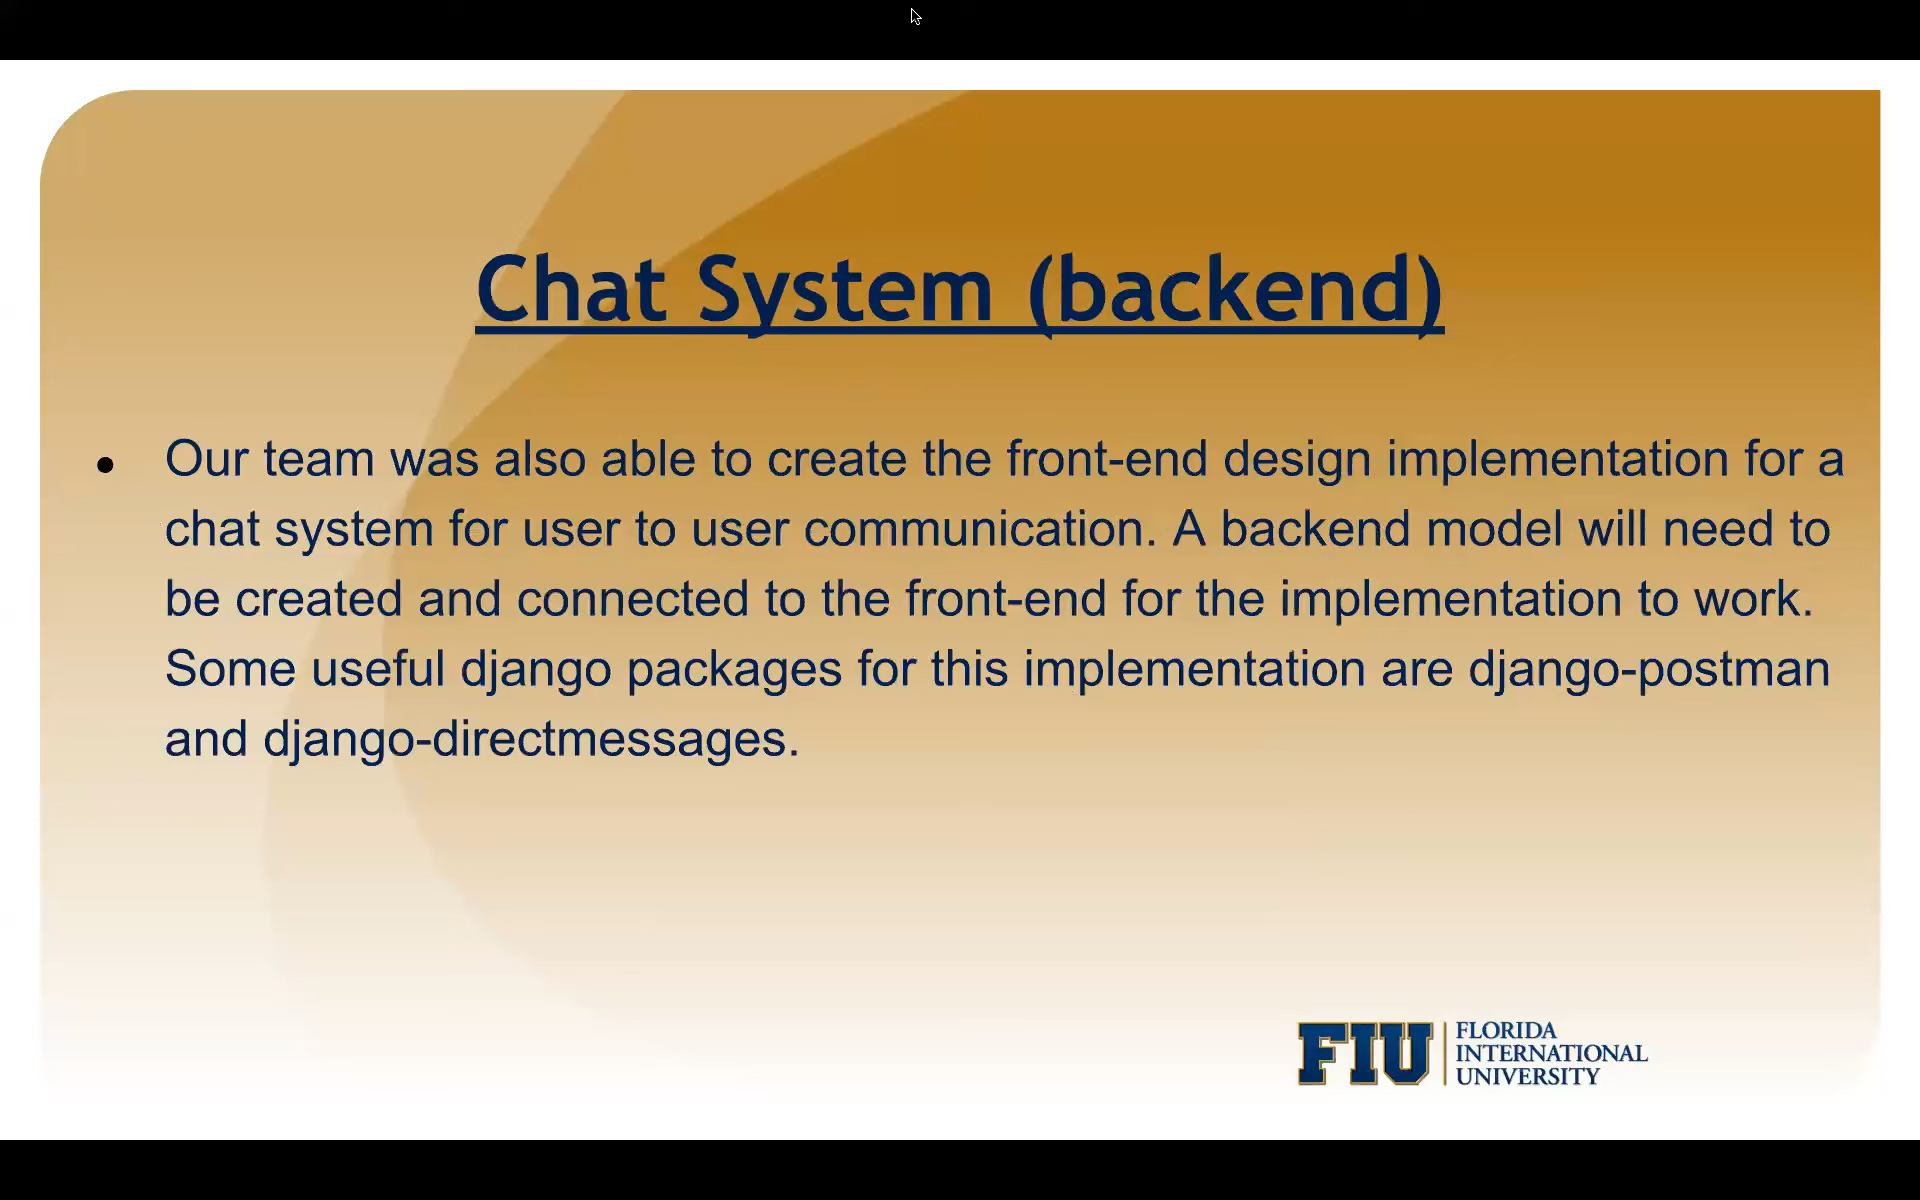 Chat System (backend)
● Our team was also able to create the front-end design implementation for a
chat system for user to user communication. A backend model will need to
be created and connected to the front-end for the implementation to work.
Some useful django packages for this implementation are django-postman
and django-directmessages.
FIU
FLORIDA
INTERNATIONAL
UNIVERSITY